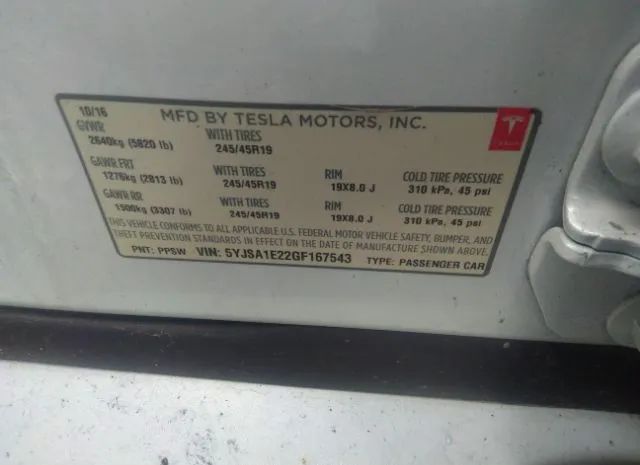 10/16 MFD BY TESLA MOTORS, INC.
GVWR WITH TIRES
2640kg (5820 lb) 245/45R19
GAWR FRT WITH TIRES RIM COLD TIRE PRESSURE
1276kg (2813 lb) 245/45R19 19X8.0 J 310 kPa, 45 psi
GAWR RR WITH TIRES RIM COLD TIRE PRESSURE
1500kg (3307 lb) 245/45R19 19X8.0 J 310 kPa, 45 psi
THIS VEHICLE CONFORMS TO ALL APPLICABLE U.S. FEDERAL MOTOR VEHICLE SAFETY, BUMPER, AND
THEFT PREVENTION STANDARDS IN EFFECT ON THE DATE OF MANUFACTURE SHOWN ABOVE.
PNT: PPSW VIN: 5YJSA1E22GF167543 TYPE: PASSENGER CAR
TESLA